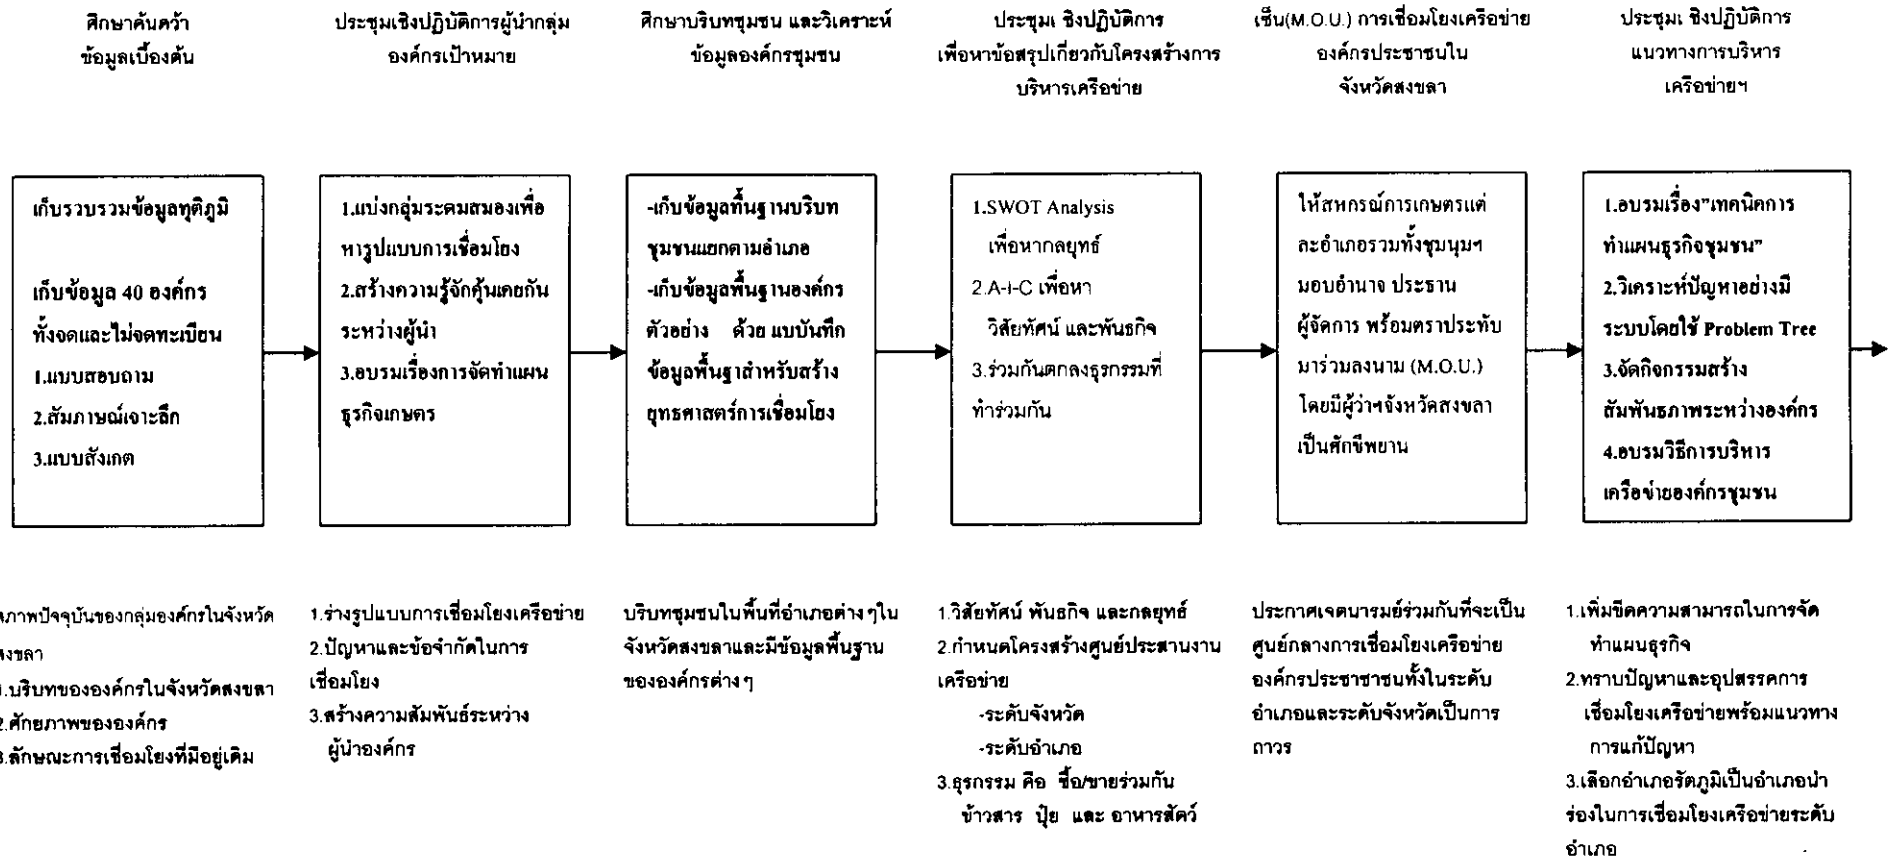 ศึกษาค้นคว้า
ข้อมูลเบื้องต้น
ประชุมเชิงปฏิบัติการผู้นำกลุ่ม
องค์กรเป้าหมาย
ศึกษาบริบทชุมชน และวิเคราะห์
ข้อมูลองค์กรชุมชน
ประชุมเ ชิงปฏิบัติการ
เพื่อหาข้อสรุปเกี่ยวกับโครงสร้างการ
บริหารเครือข่าย
เซ็น(M.O.U.) การเชื่อมโยงเครือข่าย
องค์กรประชาชนใน
จังหวัดสงขลา
ประชุมเ ชิงปฏิบัติการ
แนวทางการบริหาร
เครือข่ายฯ
เก็บรวบรวมข้อมูลทุติภูมิ
เก็บข้อมูล 40 องค์กร
ทั้งจดและไม่จดทะเบียน
1.แบบสอบถาม
2.สัมภาษณ์เจาะลึก
3.แบบสังเกต
1.แบ่งกลุ่มระดมสมองเพื่อ
หารูปแบบการเชื่อมโยง
2.สร้างความรู้จักคุ้นเคยกัน
ระหว่างผู้นำ
3.อบรมเรื่องการจัดทำแผน
ธุรกิจเกษตร
-เก็บข้อมูลพื้นฐานบริบท
ชุมชนแยกตามอำเภอ
-เก็บข้อมูลพื้นฐานองค์กร
ตัวอย่าง ด้วย แบบบันทึก
ข้อมูลพื้นฐาสำหรับสร้าง
ยุทธศาสตร์การเชื่อมโยง
1.SWOT Analysis
เพื่อหากลยุทธ์
2.A-I-C เพื่อหา
วิสัยทัศน์ และพันธกิจ
3.ร่วมกันตกลงธุรกรรมที่
ทำร่วมกัน
ให้สหกรณ์การเกษตรแต่
ละอำเภอรวมทั้งชุมนุมฯ
มอบอำนาจ ประธาน
ผู้จัดการ พร้อมตราประทับ
มาร่วมลงนาม (M.O.U.)
โดยมีผู้ว่าฯจังหวัดสงขลา
เป็นศักขีพยาน
1.อบรมเรื่อง"เทคนิคการ
ทำแผนธุรกิจชุมชน"
2.วิเคราะห์ปัญหาอย่างมี
ระบบโดยใช้ Problem Tree
3.จัดกิจกรรมสร้าง
สัมพันธภาพระหว่างองค์กร
4.อบรมวิธีการบริหาร
เครือข่ายองค์กรชุมชน
ภาพปัจจุบันของกลุ่มองค์กรในจังหวัด
สงขลา
1.บริบทขององค์กรในจังหวัดสงขลา
2.ศักยภาพขององค์กร
3.ลักษณะการเชื่อมโยงที่มีอยู่เดิม
1.ร่างรูปแบบการเชื่อมโยงเครือข่าย
2.ปัญหาและข้อจำกัดในการ
เชื่อมโยง
3.สร้างความสัมพันธ์ระหว่าง
ผู้นำองค์กร
บริบทชุมชนในพื้นที่อำเภอต่างๆใน
จังหวัดสงขลาและมีข้อมูลพื้นฐาน
ขององค์กรต่างๆ
1.วิสัยทัศน์ พันธกิจ และกลยุทธ์
2.กำหนดโครงสร้างศูนย์ประสานงาน
เครือข่าย
-ระดับจังหวัด
-ระดับอำเภอ
3.ธุรกรรม คือ ซื้อ/ขายร่วมกัน
ข้าวสาร ปุ๋ย และ อาหารสัตว์
ประกาศเจตนารมย์ร่วมกันที่จะเป็น
ศูนย์กลางการเชื่อมโยงเครือข่าย
องค์กรประชาชาชนทั้งในระดับ
อำเภอและระดับจังหวัดเป็นการ
ถาวร
1.เพิ่มขีดความสามารถในการจัด
ทำแผนธุรกิจ
2.ทราบปัญหาและอุปสรรคการ
เชื่อมโยงเครือข่ายพร้อมแนวทาง
การแก้ปัญหา
3.เลือกอำเภอรัตภูมิเป็นอำเภอนำ
ร่องในการเชื่อมโยงเครือข่ายระดับ
อำเภอ